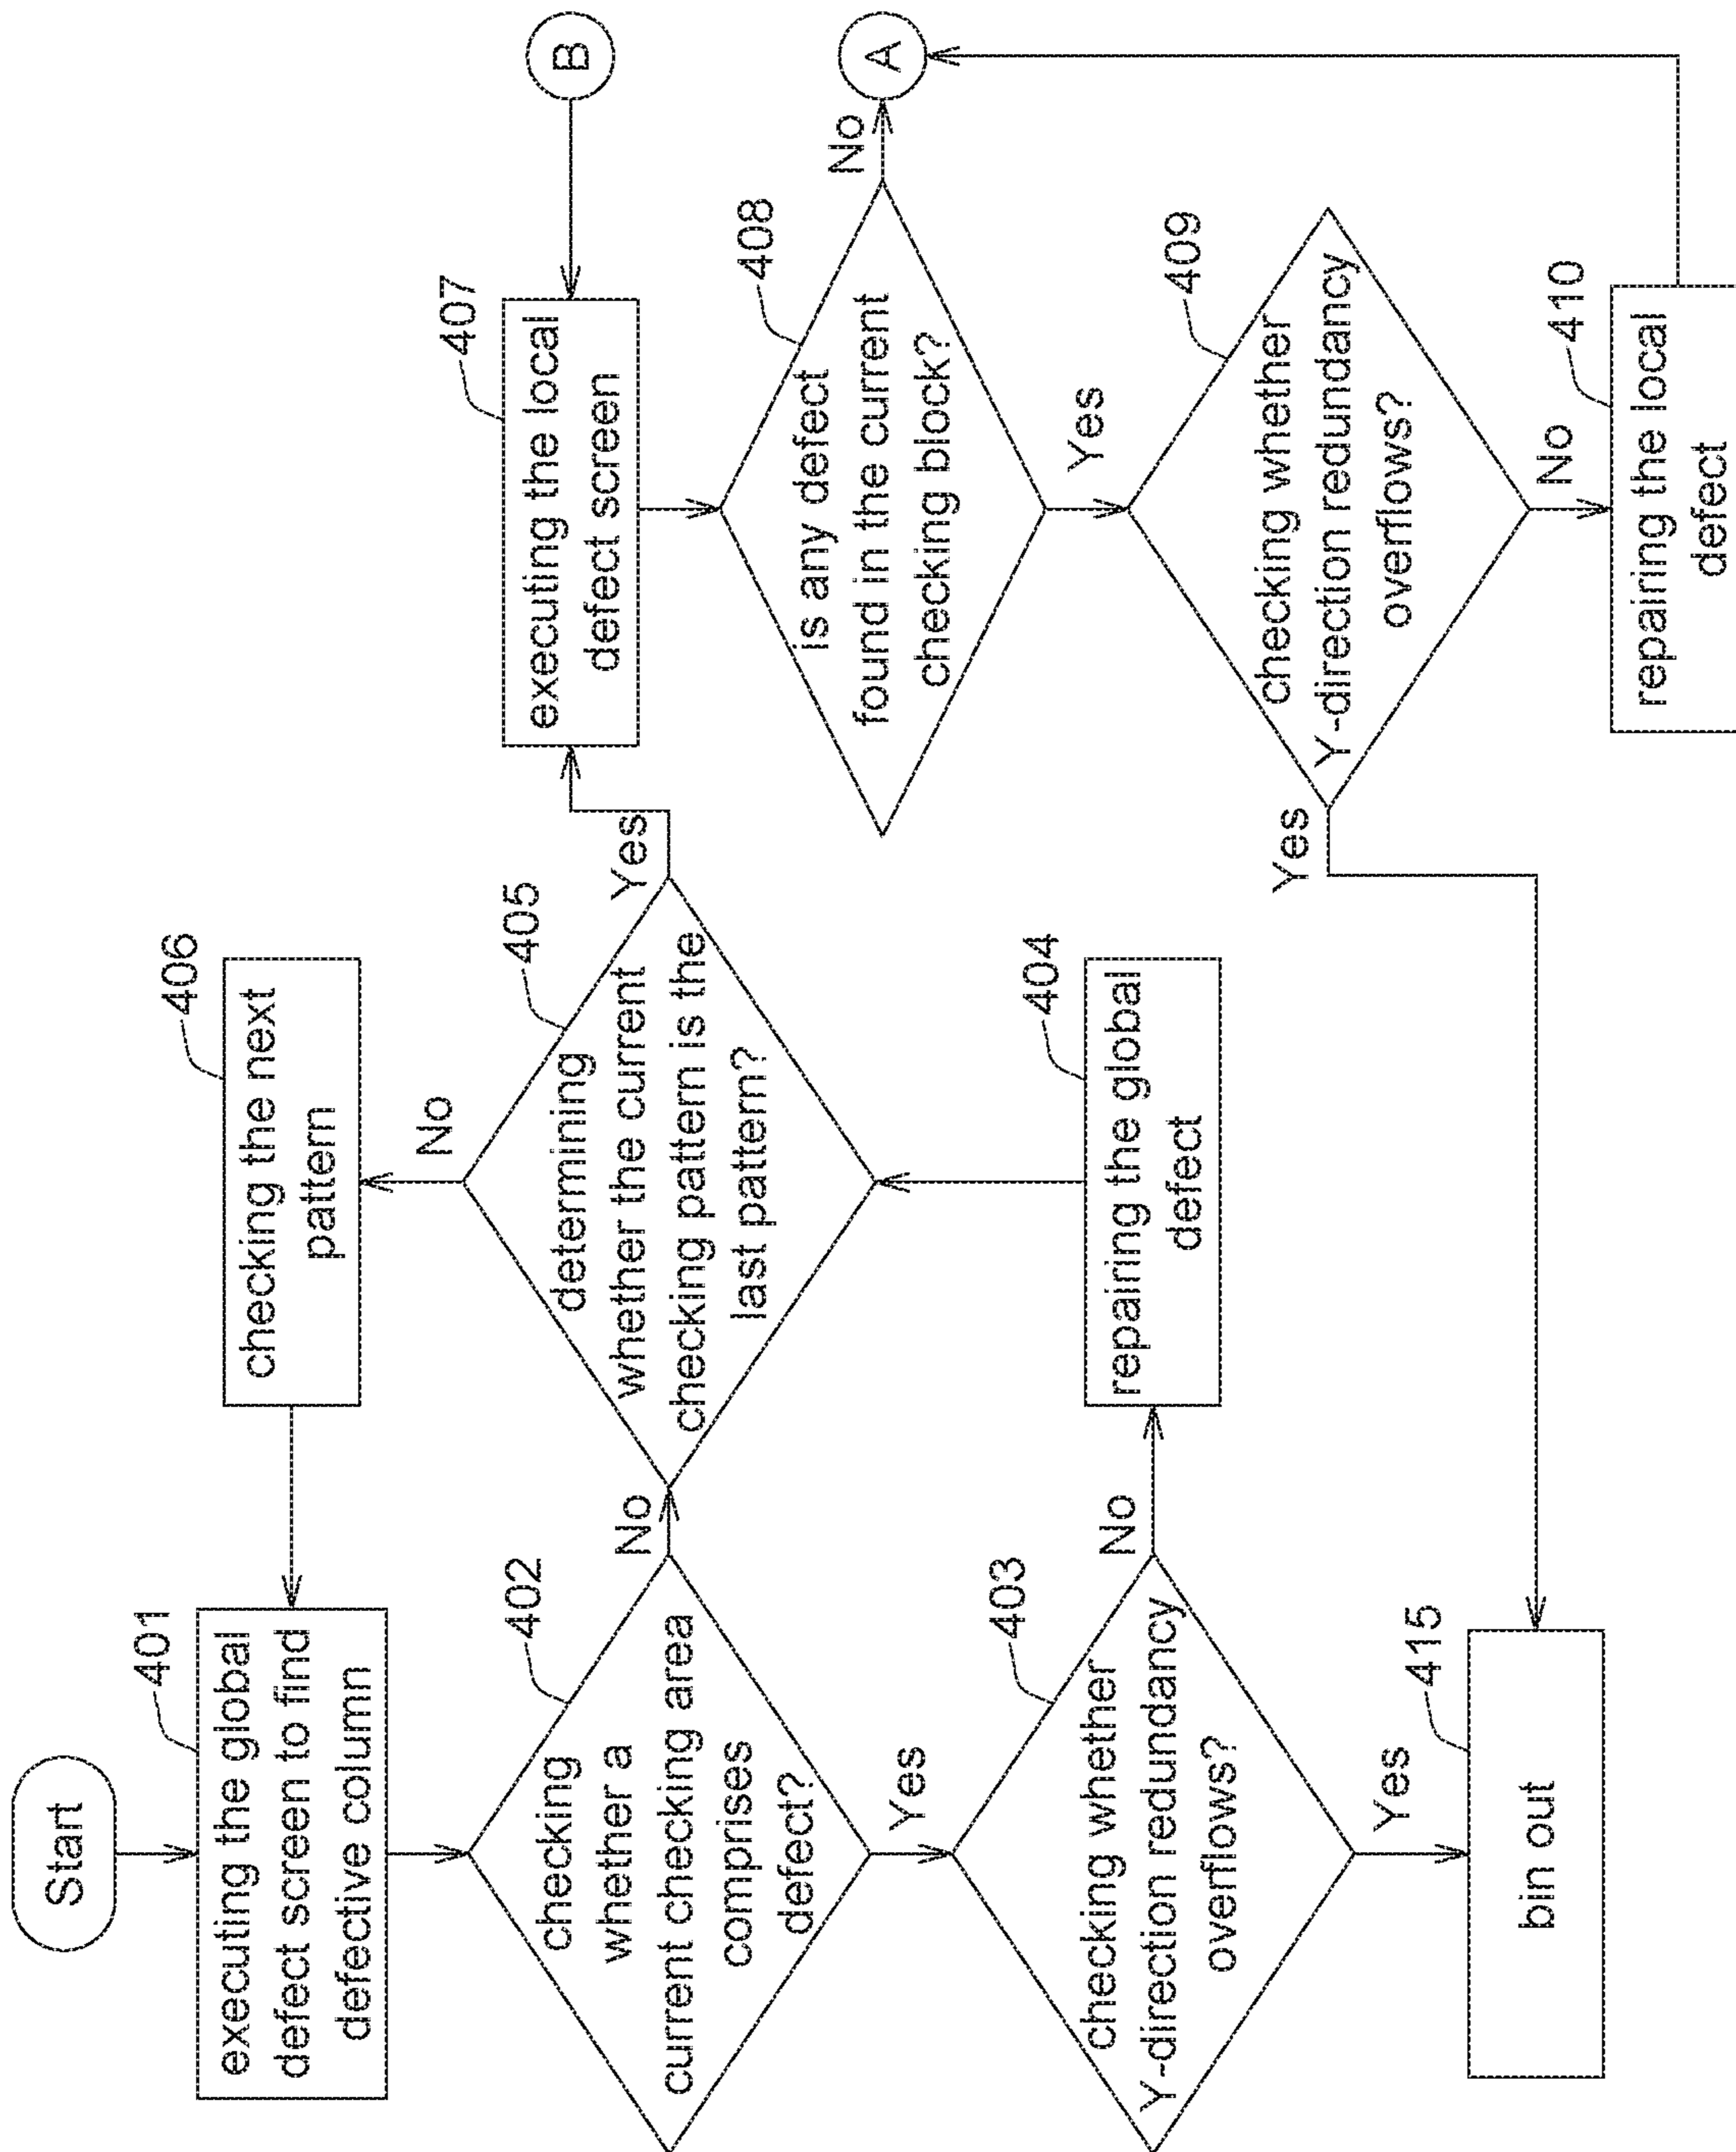 Start
401
executing the global
defect screen to find
defective column
402
checking
whether a
current checking area
comprises
defect?
No
Yes
403
checking whether
Y-direction redundancy
overflows?
No
Yes
415
bin out
406
checking the next
pattern
No
405
determining
whether the current
checking pattern is the
last pattern?
Yes
404
repairing the global
defect
B
407
executing the local
defect screen
408
is any defect
found in the current
checking block?
No
A
Yes
409
checking whether
Y-direction redundancy
overflows?
Yes
No
410
repairing the local
defect